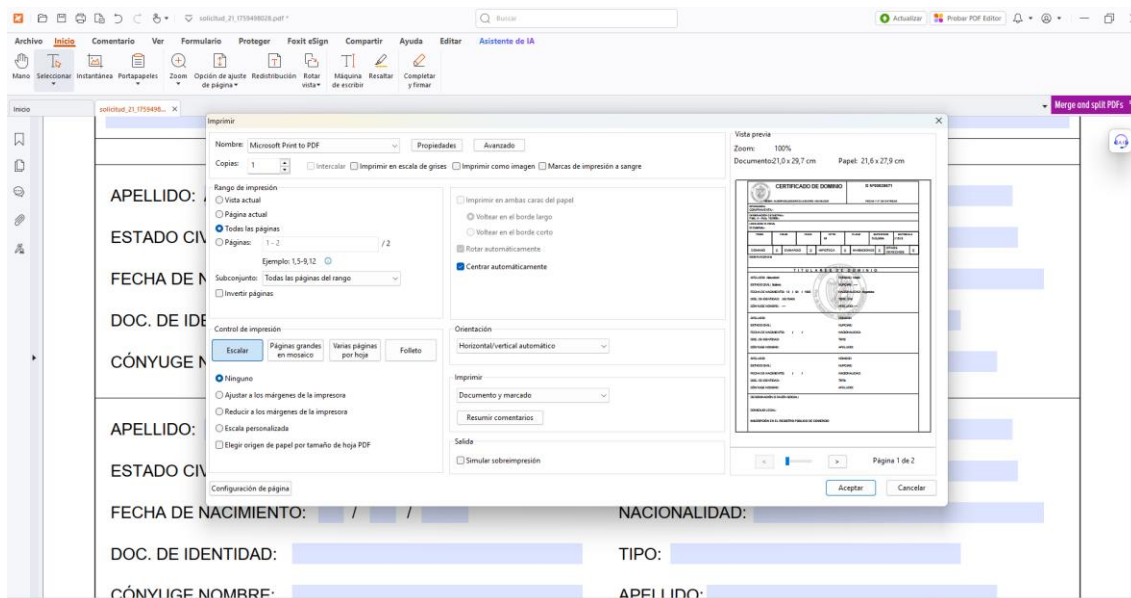 solicitud_21_1759498028.pdf *
Buscar
Actualizar
Probar PDF Editor
Archivo Inicio Comentario Ver Formulario Proteger Foxit eSign Compartir Ayuda Editar Asistente de IA
Mano Seleccionar Instantánea Portapapeles Zoom Opción de ajuste de página Redistribución Rotar vista Máquina de escribir Resaltar Completar y firmar
Inicio
solicitud_21_1759498... ×
Merge and split PDFs
Imprimir
Nombre: Microsoft Print to PDF Propiedades Avanzado
Copias: 1 Intercalar Imprimir en escala de grises Imprimir como imagen Marcas de impresión a sangre
Rango de impresión
Vista actual
Página actual
Todas las páginas
Páginas: 1 - 2 / 2
Ejemplo: 1,5-9,12
Subconjunto: Todas las páginas del rango
Invertir páginas
Imprimir en ambas caras del papel
Voltear en el borde largo
Voltear en el borde corto
Rotar automáticamente
Centrar automáticamente
Control de impresión
Escalar
Páginas grandes en mosaico
Varias páginas por hoja
Folleto
Ninguno
Ajustar a los márgenes de la impresora
Reducir a los márgenes de la impresora
Escala personalizada
Elegir origen de papel por tamaño de hoja PDF
Orientación
Horizontal/vertical automático
Imprimir
Documento y marcado
Resumir comentarios
Salida
Simular sobreimpresión
Configuración de página
Vista previa
Zoom: 100%
Documento:21,0 x 29,7 cm Papel: 21,6 x 27,9 cm
CERTIFICADO DE DOMINIO
TITULARES DE DOMINIO
< > Página 1 de 2
Aceptar Cancelar
APELLIDO:
ESTADO CIV
FECHA DE N
DOC. DE IDE
CÓNYUGE N
APELLIDO:
ESTADO CIV
FECHA DE NACIMIENTO: / / NACIONALIDAD:
DOC. DE IDENTIDAD: TIPO:
CÓNYUGE NOMBRE: APELLIDO: